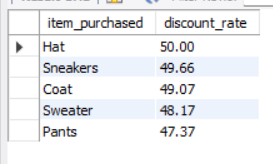 item_purchased discount_rate
Hat 50.00
Sneakers 49.66
Coat 49.07
Sweater 48.17
Pants 47.37